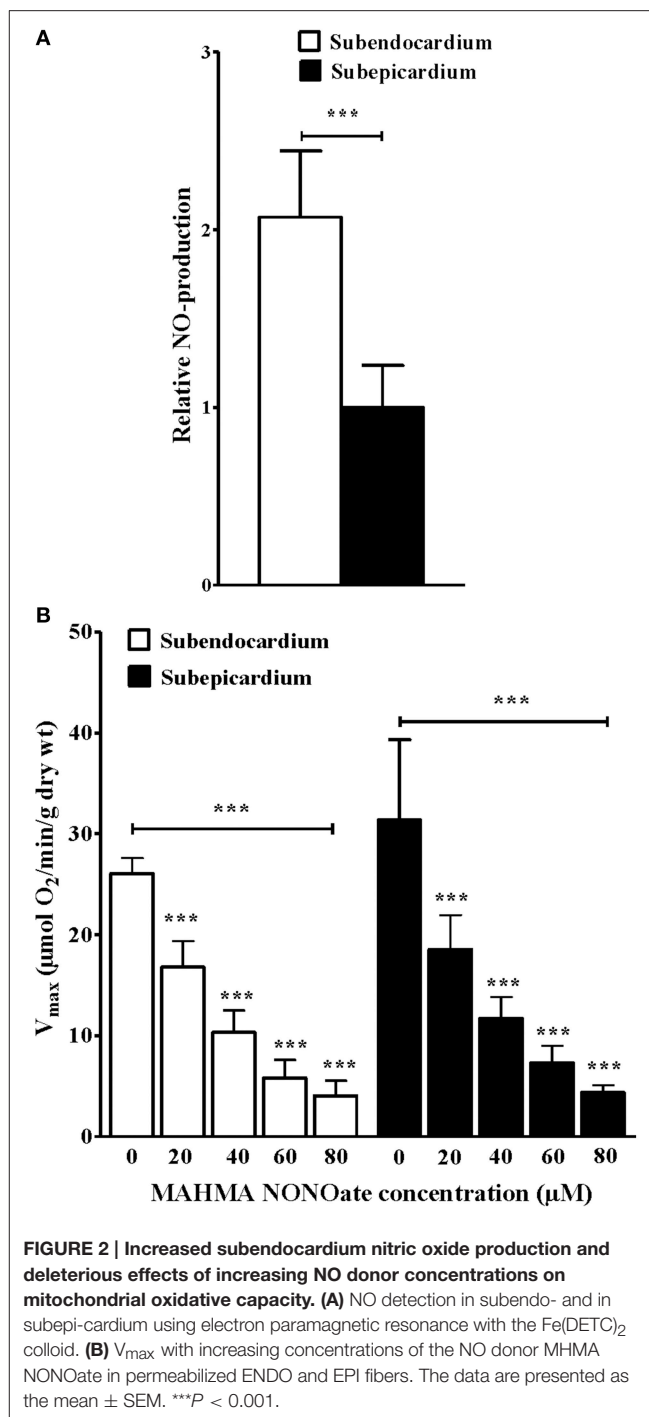 A
Subendocardium
Subepicardium
3
***
2
1
0
Relative NO-production
B
50
Subendocardium
Subepicardium
40
***
30
***
20
***
***
10
***
***
***
***
***
***
0
Vmax (µmol O2/min/g dry wt)
0 20 40 60 80 0 20 40 60 80
MAHMA NONOate concentration (µM)
FIGURE 2 | Increased subendocardium nitric oxide production and
deleterious effects of increasing NO donor concentrations on
mitochondrial oxidative capacity. (A) NO detection in subendo- and in
subepi-cardium using electron paramagnetic resonance with the Fe(DETC)2
colloid. (B) Vmax with increasing concentrations of the NO donor MHMA
NONOate in permeabilized ENDO and EPI fibers. The data are presented as
the mean ± SEM. ***P < 0.001.